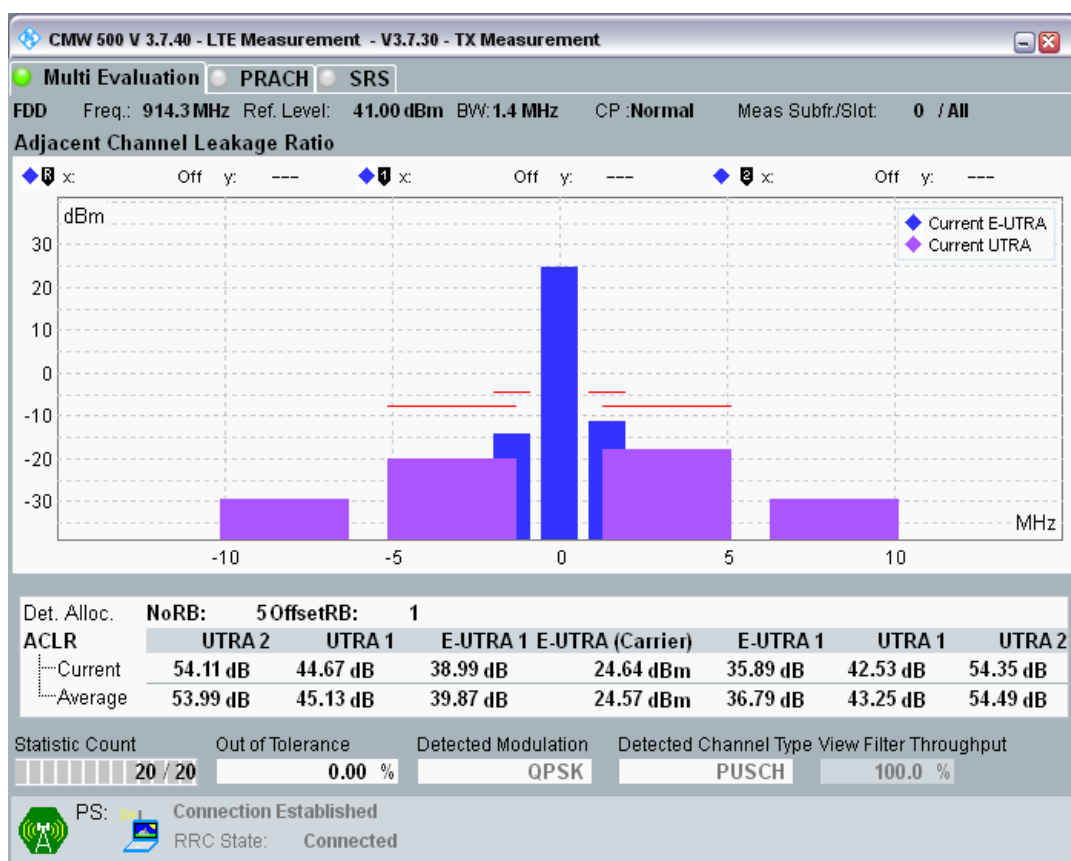 CMW 500 V 3.7.40 - LTE Measurement - V3.7.30 - TX Measurement
Multi Evaluation PRACH SRS
FDD Freq.: 914.3 MHz Ref. Level: 41.00 dBm BW: 1.4 MHz CP :Normal Meas Subfr./Slot: 0 / All
Adjacent Channel Leakage Ratio
R x: Off y: --- 1 x: Off y: --- 2 x: Off y: ---
dBm
Current E-UTRA
Current UTRA
30
20
10
0
-10
-20
-30
MHz
-10 -5 0 5 10
Det. Alloc. NoRB: 5 OffsetRB: 1
ACLR UTRA 2 UTRA 1 E-UTRA 1 E-UTRA (Carrier) E-UTRA 1 UTRA 1 UTRA 2
Current 54.11 dB 44.67 dB 38.99 dB 24.64 dBm 35.89 dB 42.53 dB 54.35 dB
Average 53.99 dB 45.13 dB 39.87 dB 24.57 dBm 36.79 dB 43.25 dB 54.49 dB
Statistic Count Out of Tolerance Detected Modulation Detected Channel Type View Filter Throughput
20 / 20 0.00 % QPSK PUSCH 100.0 %
PS: Connection Established
RRC State: Connected